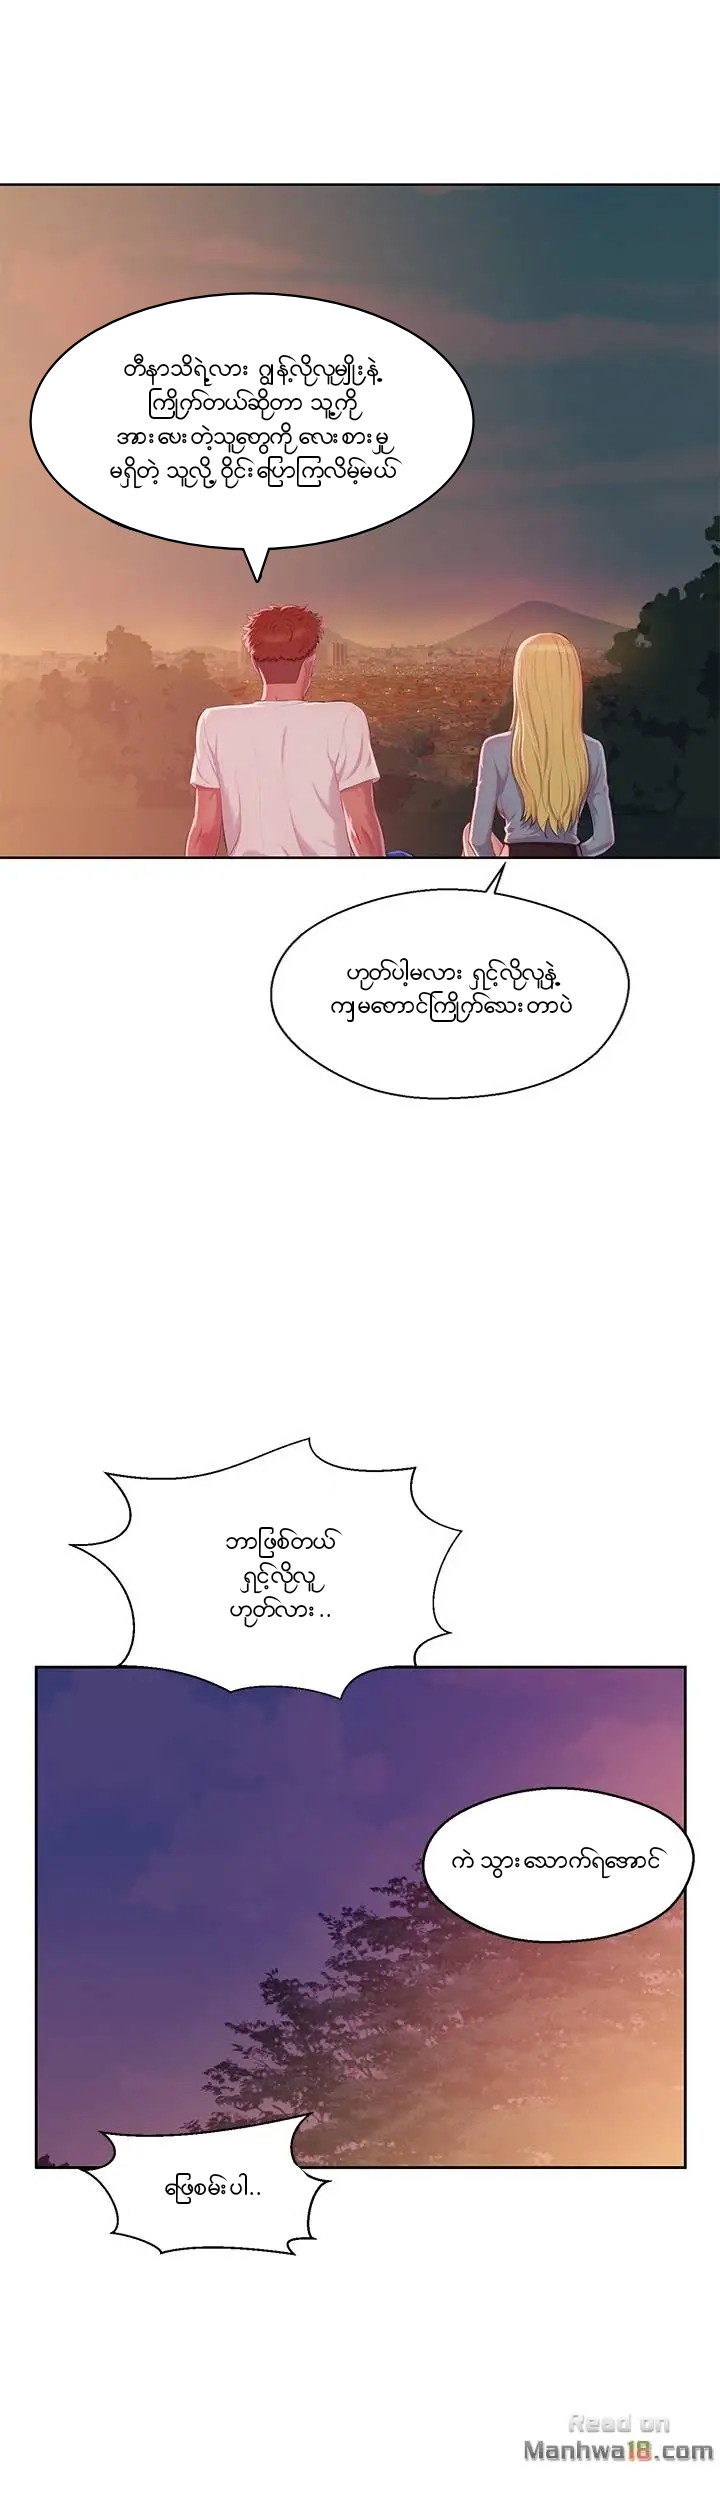 တီနာသိရဲ့လား ဂျွန့်လိုလူမျိုးနဲ့
ကြိုက်တယ်ဆိုတာ သူ့ကို
အားပေးတဲ့သူတွေကို လေးစားမှု
မရှိတဲ့ သူလို့ ဝိုင်းပြောကြလိမ့်မယ်
ဟုတ်ပါ့မလား ရှင့်လိုလူနဲ့
ကျမတောင်ကြိုက်သေးတာပဲ
ဘာဖြစ်တယ်
ရှင့်လိုလူ
ဟုတ်လား..
ကဲ သွားသောက်ရအောင်
ဖြေစမ်းပါ..
Read on
Manhwa18.com